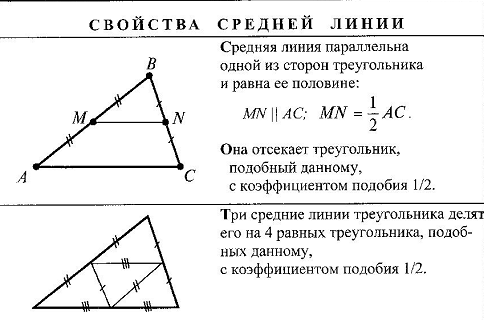 СВОЙСТВА СРЕДНЕЙ ЛИНИИ
Средняя линия параллельна
одной из сторон треугольника
и равна ее половине:
MN || AC; MN = 1/2 AC.
Она отсекает треугольник,
подобный данному,
с коэффициентом подобия 1/2.
B
M
N
A
C
Три средние линии треугольника делят
его на 4 равных треугольника, подоб-
ных данному,
с коэффициентом подобия 1/2.